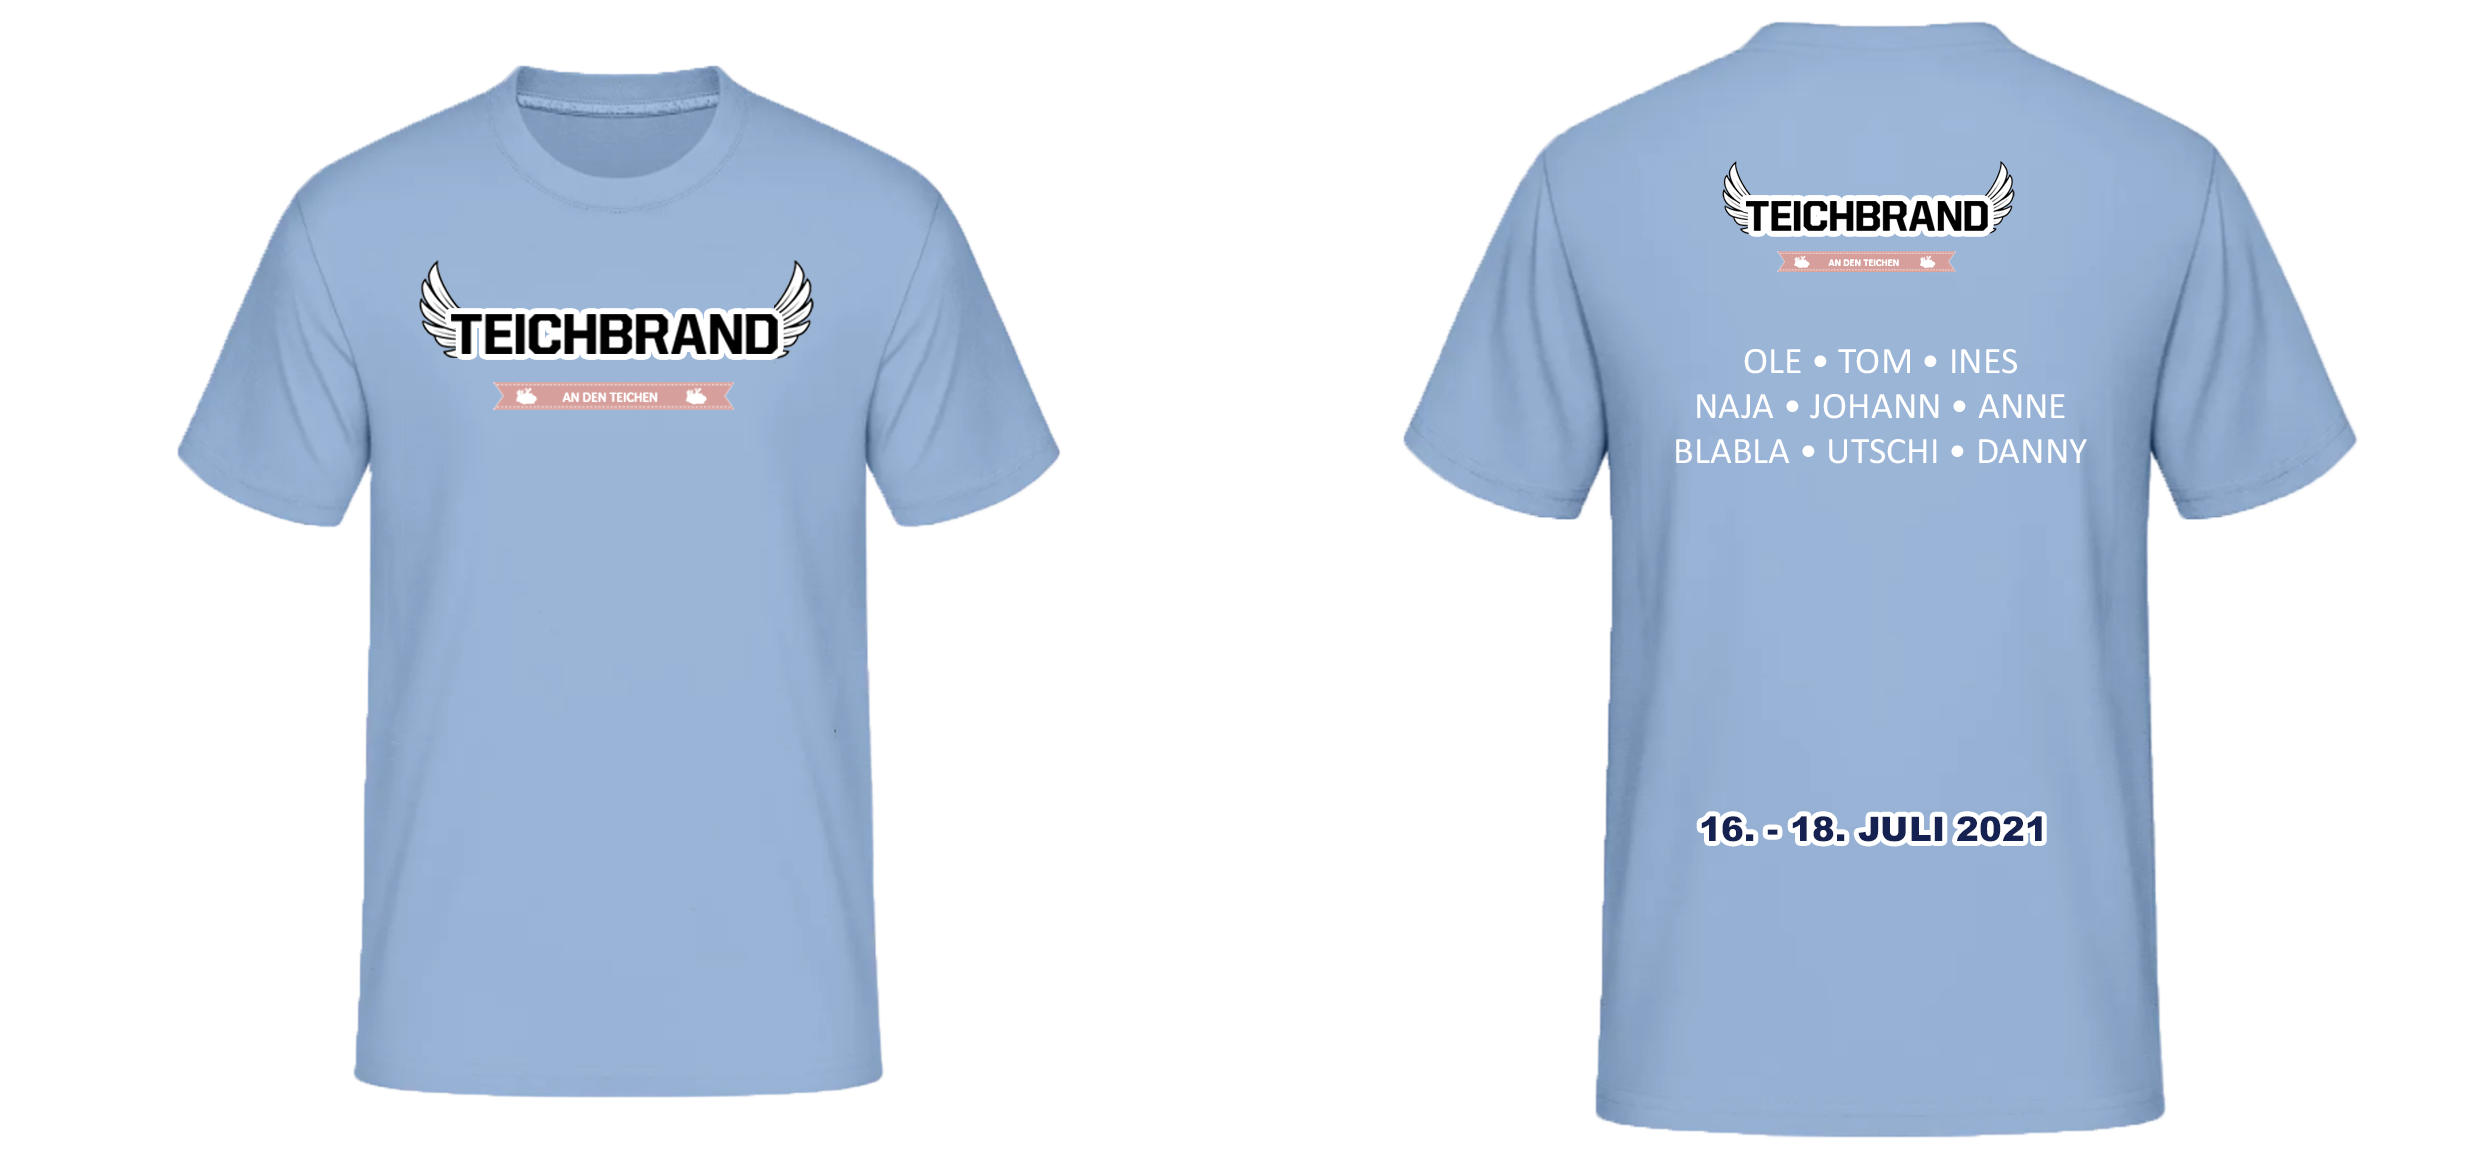 TEICHBRAND
AN DEN TEICHEN
TEICHBRAND
AN DEN TEICHEN
OLE • TOM • INES
NAJA • JOHANN • ANNE
BLABLA • UTSCHI • DANNY
16. - 18. JULI 2021